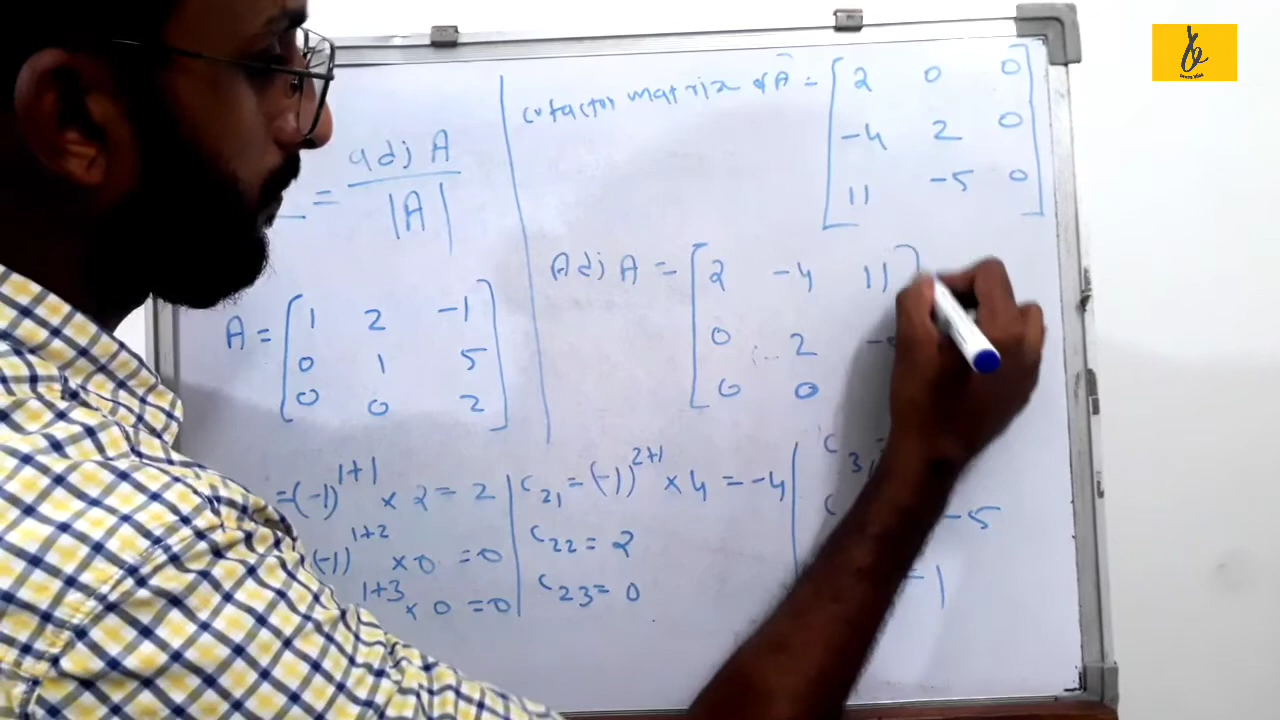 = adj A
|A|
A = [ 1 2 -1
0 1 5
0 0 2 ]
=(-1)^1+1 × 2 = 2
(-1)^1+2 × 0 = 0
1+3 × 0 = 0
cofactor matrix of A = [ 2 0 0
-4 2 0
11 -5 0 ]
Adj A = [ 2 -4 11 ]
0 2 -
0 0
C21 = (-1)^2+1 × 4 = -4
C22 = 2
C23 = 0
C31
C
-5
= 1